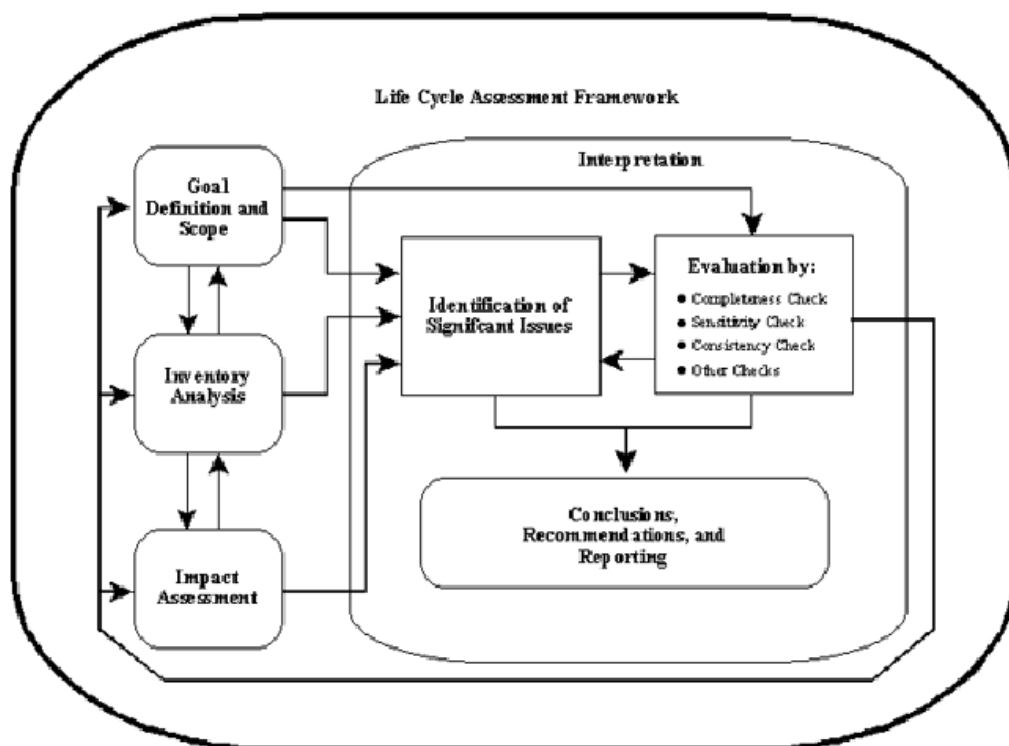 Life Cycle Assessment Framework
Interpretation
Goal
Definition and
Scope
Inventory
Analysis
Impact
Assessment
Identification of
Signifcant Issues
Evaluation by:
● Completeness Check
● Sensitivity Check
● Consistency Check
● Other Checks
Conclusions,
Recommendations, and
Reporting